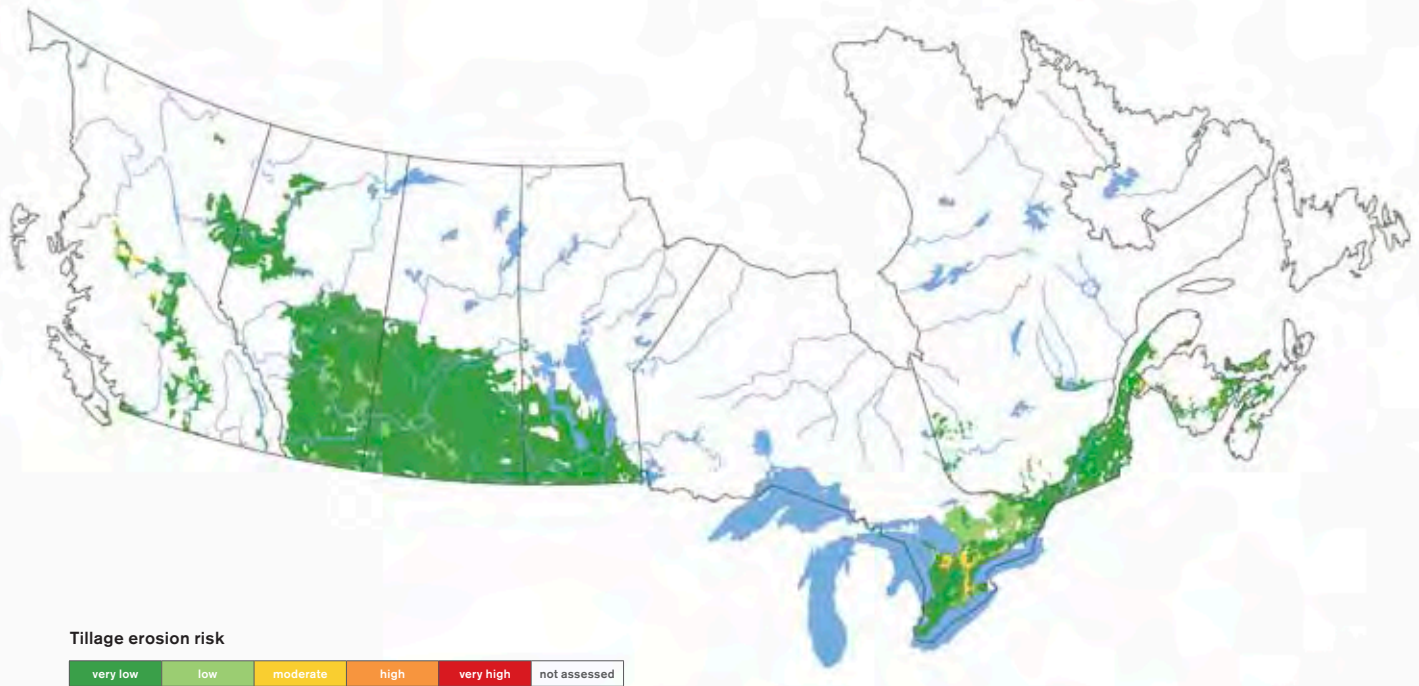 Tillage erosion risk
very low low moderate high very high not assessed